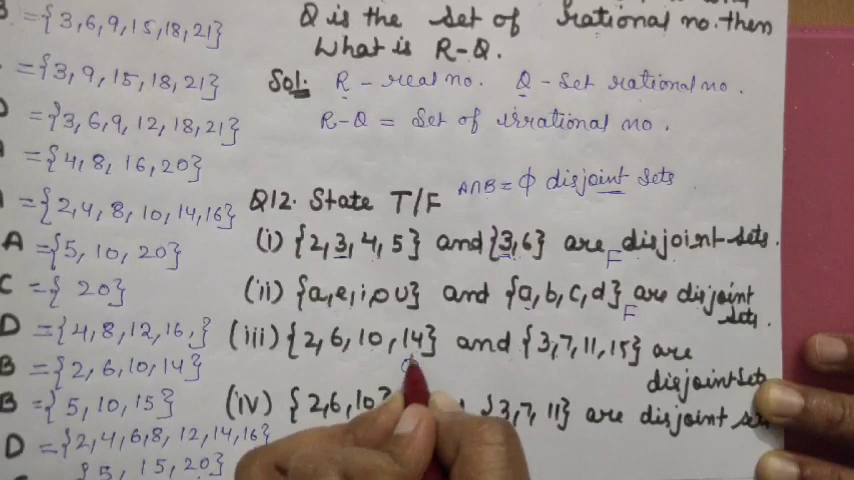 ={3,6,9,15,18,21}
={3,9,15,18,21}
={3,6,9,12,18,21}
={4,8,16,20}
={2,4,8,10,14,16}
A ={5,10,20}
C ={ 20}
D ={4,8,12,16,}
B ={2,6,10,14}
B ={5,10,15}
D ={2,4,6,8,12,14,16}
{5, 15,20}
Q is the set of rational no. then
What is R-Q.
Sol. R - real no. Q - Set rational no.
R-Q = Set of irrational no.
Q12. State T/F A∩B = ϕ disjoint sets
(i) {2,3,4,5} and {3,6} are disjoint sets.
F
(ii) {a,e,i,o,u} and {a,b,c,d} are disjoint
F sets.
(iii) {2,6,10,14} and {3,7,11,15} are
disjoint sets
(iv) {2,6,10} {3,7,11} are disjoint